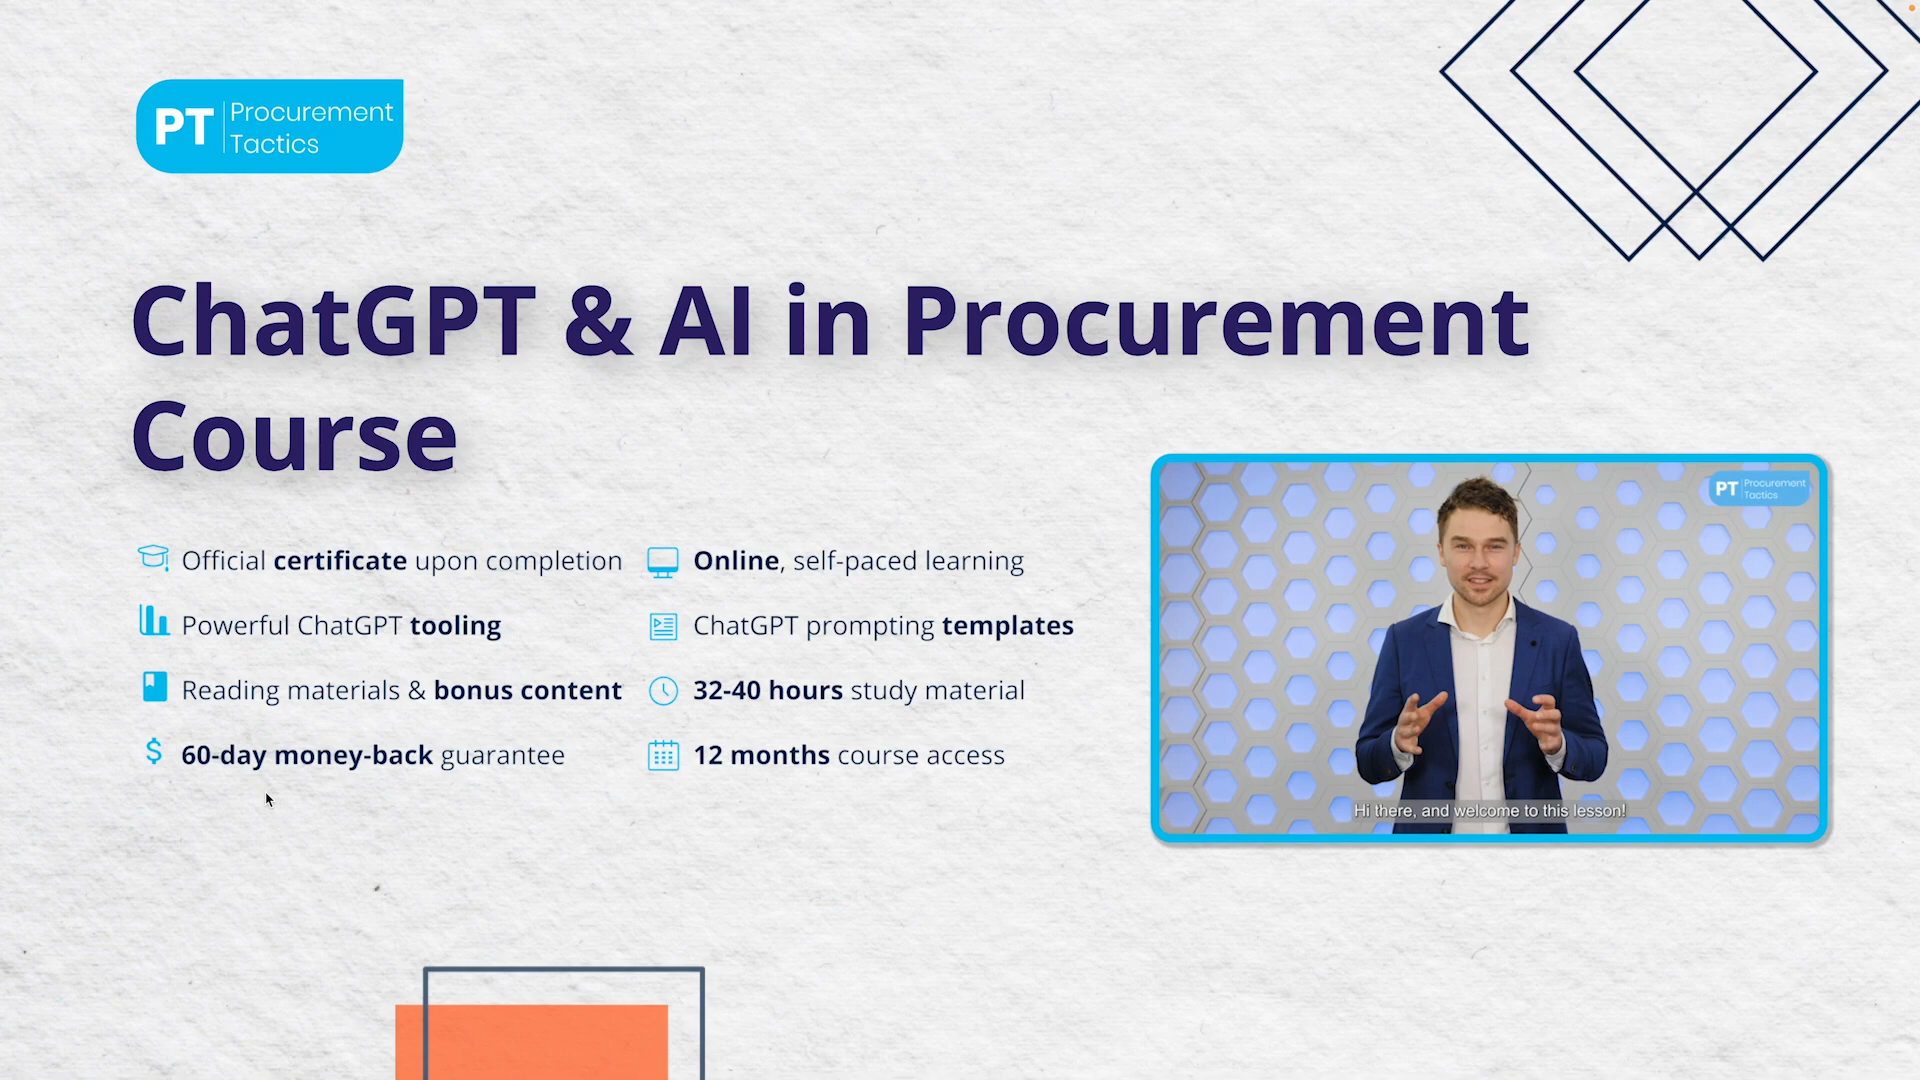 PT Procurement
Tactics
ChatGPT & AI in Procurement
Course
Official certificate upon completion
Powerful ChatGPT tooling
Reading materials & bonus content
60-day money-back guarantee
Online, self-paced learning
ChatGPT prompting templates
32-40 hours study material
12 months course access
PT Procurement
Tactics
Hi there, and welcome to this lesson!